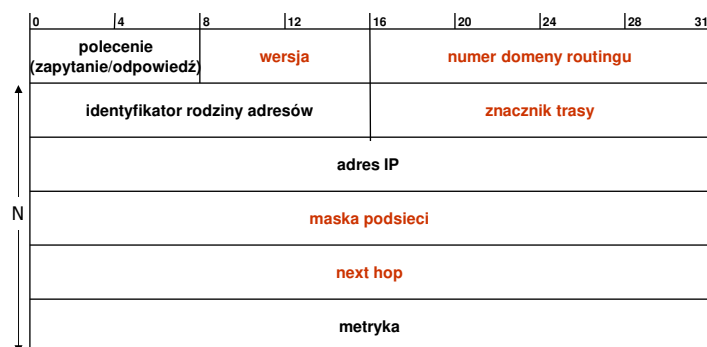 0 4 8 12 16 20 24 28 31
polecenie
(zapytanie/odpowiedź)
wersja
numer domeny routingu
identyfikator rodziny adresów
znacznik trasy
adres IP
N
maska podsieci
next hop
metryka